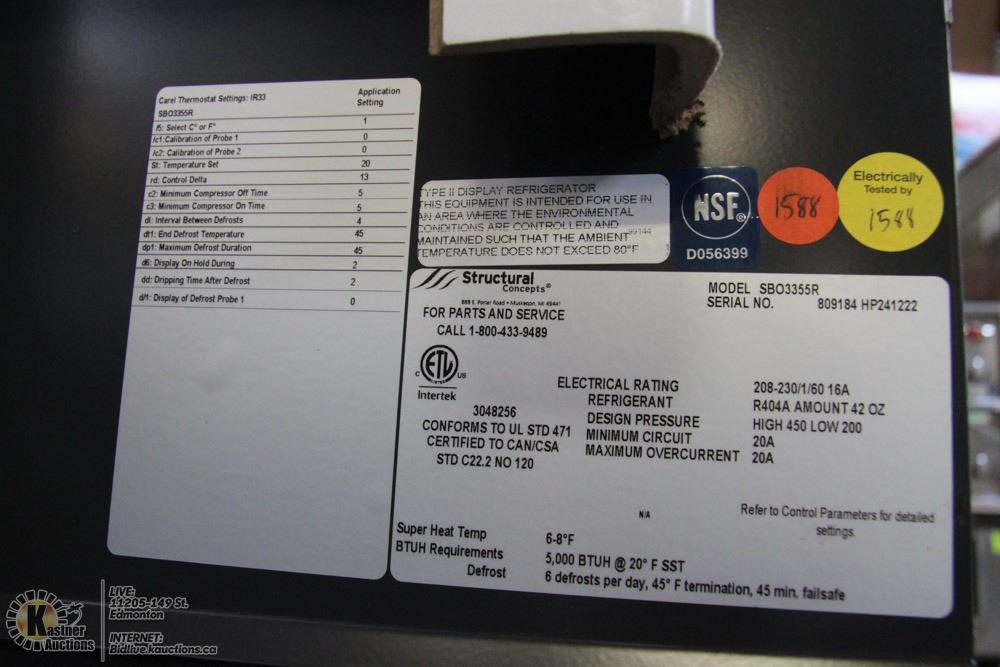 Carel Thermostat Settings: IR33 Application Setting
SBO3355R
/5: Select C° or F° 1
/c1:Calibration of Probe 1 0
/c2: Calibration of Probe 2 0
St: Temperature Set 20
rd: Control Delta 13
c2: Minimum Compressor Off Time 5
c3: Minimum Compressor On Time 5
dI: Interval Between Defrosts 4
dt1: End Defrost Temperature 45
dp1: Maximum Defrost Duration 45
d6: Display On Hold During 2
dd: Dripping Time After Defrost 2
d/1: Display of Defrost Probe 1 0
TYPE II DISPLAY REFRIGERATOR
THIS EQUIPMENT IS INTENDED FOR USE IN
AN AREA WHERE THE ENVIRONMENTAL
CONDITIONS ARE CONTROLLED AND
99144
MAINTAINED SUCH THAT THE AMBIENT
TEMPERATURE DOES NOT EXCEED 80°F
NSF®
D056399
1588
Electrically
Tested by
1588
Structural
Concepts®
888 E. Porter Road • Muskegon, MI 49441
FOR PARTS AND SERVICE
CALL 1-800-433-9489
MODEL SBO3355R
SERIAL NO. 809184 HP241222
C ETL US
Intertek
3048256
CONFORMS TO UL STD 471
CERTIFIED TO CAN/CSA
STD C22.2 NO 120
ELECTRICAL RATING 208-230/1/60 16A
REFRIGERANT R404A AMOUNT 42 OZ
DESIGN PRESSURE HIGH 450 LOW 200
MINIMUM CIRCUIT 20A
MAXIMUM OVERCURRENT 20A
N/A
Refer to Control Parameters for detailed
settings.
Super Heat Temp 6-8°F
BTUH Requirements 5,000 BTUH @ 20° F SST
Defrost 6 defrosts per day, 45° F termination, 45 min. failsafe
Kastner
Auctions
LIVE:
11205-149 St.
Edmonton
INTERNET:
Bidlive.kauctions.ca